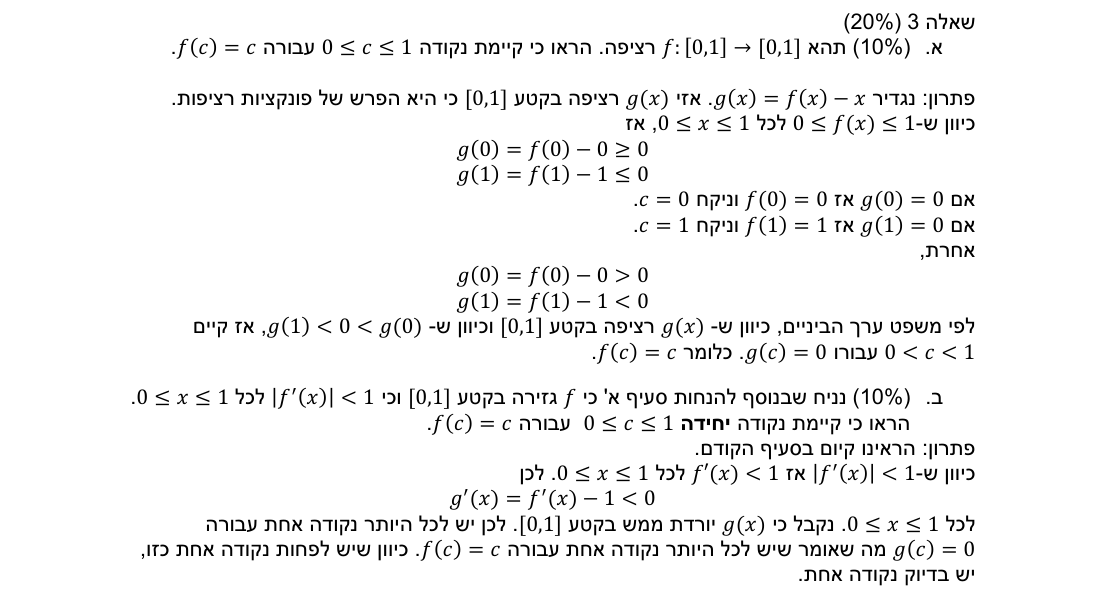 שאלה 3 (20%)
א. (10%) תהא f: [0,1] → [0,1] רציפה. הראו כי קיימת נקודה 0 ≤ c ≤ 1 עבורה f(c) = c.
פתרון: נגדיר g(x) = f(x) − x. אזי g(x) רציפה בקטע [0,1] כי היא הפרש של פונקציות רציפות.
כיוון ש-0 ≤ f(x) ≤ 1 לכל 0 ≤ x ≤ 1, אז
g(0) = f(0) − 0 ≥ 0
g(1) = f(1) − 1 ≤ 0
אם g(0) = 0 אז f(0) = 0 וניקח c = 0.
אם g(1) = 0 אז f(1) = 1 וניקח c = 1.
אחרת,
g(0) = f(0) − 0 > 0
g(1) = f(1) − 1 < 0
לפי משפט ערך הביניים, כיוון ש- g(x) רציפה בקטע [0,1] וכיוון ש- g(1) < 0 < g(0), אז קיים
0 < c < 1 עבורו g(c) = 0. כלומר f(c) = c.
ב. (10%) נניח שבנוסף להנחות סעיף א' כי f גזירה בקטע [0,1] וכי |f′(x)| < 1 לכל 0 ≤ x ≤ 1.
הראו כי קיימת נקודה יחידה 0 ≤ c ≤ 1 עבורה f(c) = c.
פתרון: הראינו קיום בסעיף הקודם.
כיוון ש-|f′(x)| < 1 אז f′(x) < 1 לכל 0 ≤ x ≤ 1. לכן
g′(x) = f′(x) − 1 < 0
לכל 0 ≤ x ≤ 1. נקבל כי g(x) יורדת ממש בקטע [0,1]. לכן יש לכל היותר נקודה אחת עבורה
g(c) = 0 מה שאומר שיש לכל היותר נקודה אחת עבורה f(c) = c. כיוון שיש לפחות נקודה אחת כזו,
יש בדיוק נקודה אחת.